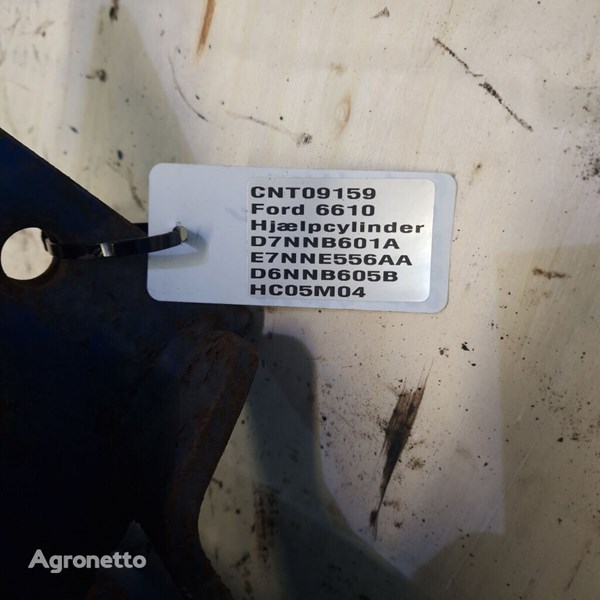 CNT09159
Ford 6610
Hjælpcylinder
D7NNB601A
E7NNE556AA
D6NNB605B
HC05M04
Agronetto